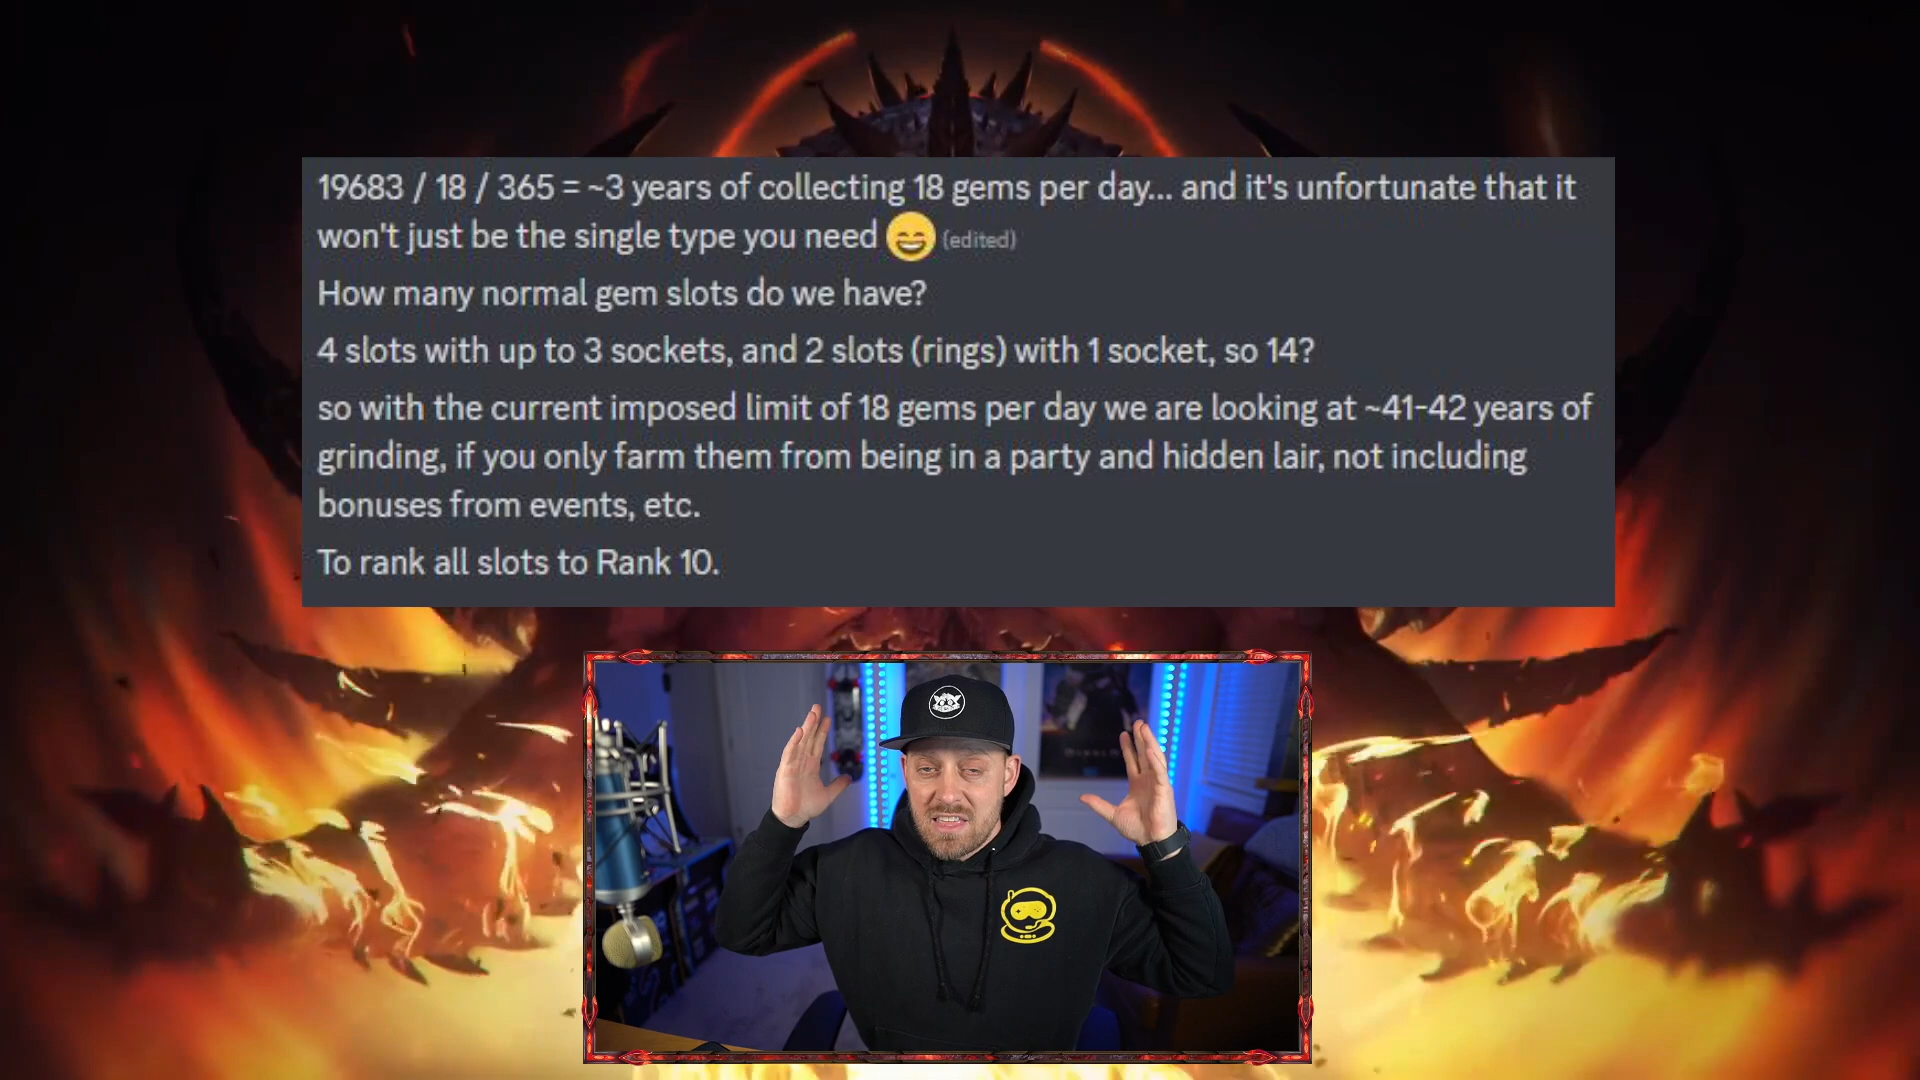 19683 / 18 / 365 = ~3 years of collecting 18 gems per day... and it's unfortunate that it
won't just be the single type you need 😄 (edited)
How many normal gem slots do we have?
4 slots with up to 3 sockets, and 2 slots (rings) with 1 socket, so 14?
so with the current imposed limit of 18 gems per day we are looking at ~41-42 years of
grinding, if you only farm them from being in a party and hidden lair, not including
bonuses from events, etc.
To rank all slots to Rank 10.